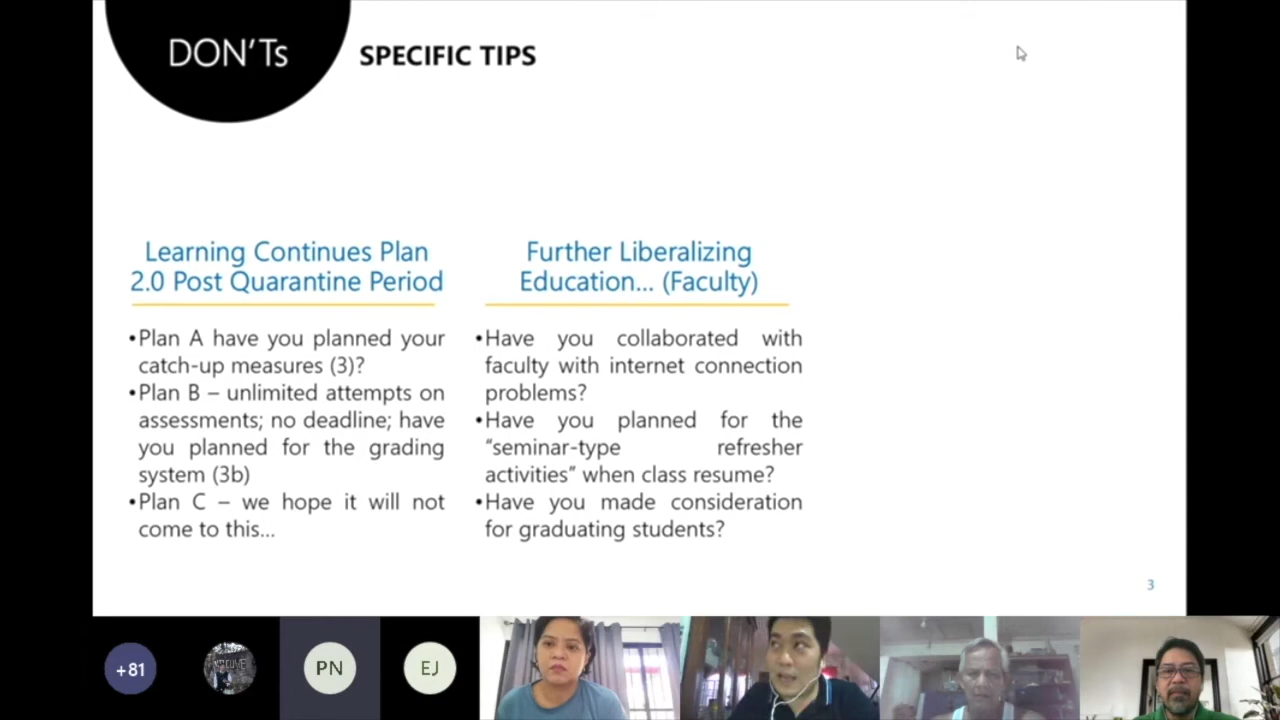 DON'Ts
SPECIFIC TIPS
Learning Continues Plan
2.0 Post Quarantine Period
•Plan A have you planned your
catch-up measures (3)?
•Plan B – unlimited attempts on
assessments; no deadline; have
you planned for the grading
system (3b)
•Plan C – we hope it will not
come to this...
Further Liberalizing
Education... (Faculty)
•Have you collaborated with
faculty with internet connection
problems?
•Have you planned for the
“seminar-type refresher
activities” when class resume?
•Have you made consideration
for graduating students?
3
+81
PN
EJ